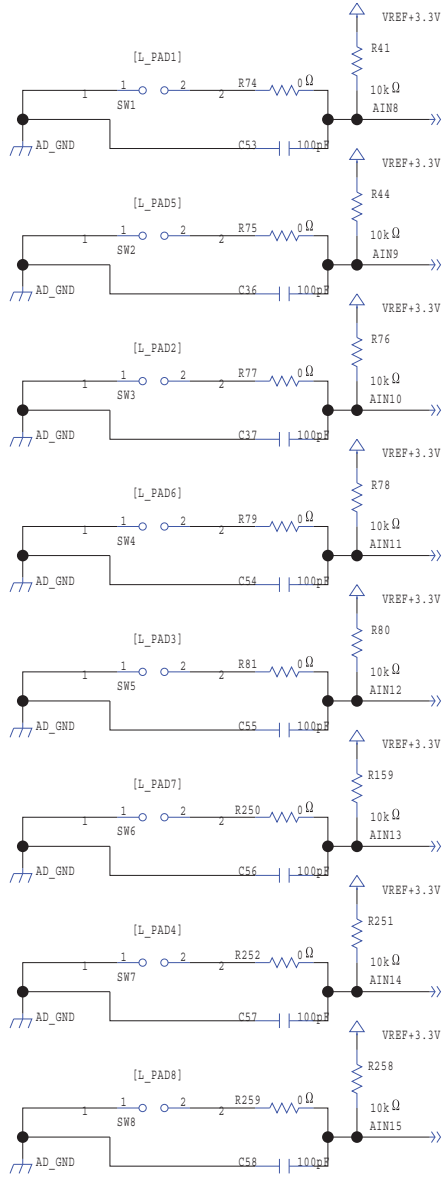 VREF+3.3V
R41
[L_PAD1]
1 1 2 2 R74 0Ω
SW1
10kΩ
AIN8
AD_GND
C53 100pF
VREF+3.3V
R44
[L_PAD5]
1 1 2 2 R75 0Ω
SW2
10kΩ
AIN9
AD_GND
C36 100pF
VREF+3.3V
R76
[L_PAD2]
1 1 2 2 R77 0Ω
SW3
10kΩ
AIN10
AD_GND
C37 100pF
VREF+3.3V
R78
[L_PAD6]
1 1 2 2 R79 0Ω
SW4
10kΩ
AIN11
AD_GND
C54 100pF
VREF+3.3V
R80
[L_PAD3]
1 1 2 2 R81 0Ω
SW5
10kΩ
AIN12
AD_GND
C55 100pF
VREF+3.3V
R159
[L_PAD7]
1 1 2 2 R250 0Ω
SW6
10kΩ
AIN13
AD_GND
C56 100pF
VREF+3.3V
R251
[L_PAD4]
1 1 2 2 R252 0Ω
SW7
10kΩ
AIN14
AD_GND
C57 100pF
VREF+3.3V
R258
[L_PAD8]
1 1 2 2 R259 0Ω
SW8
10kΩ
AIN15
AD_GND
C58 100pF